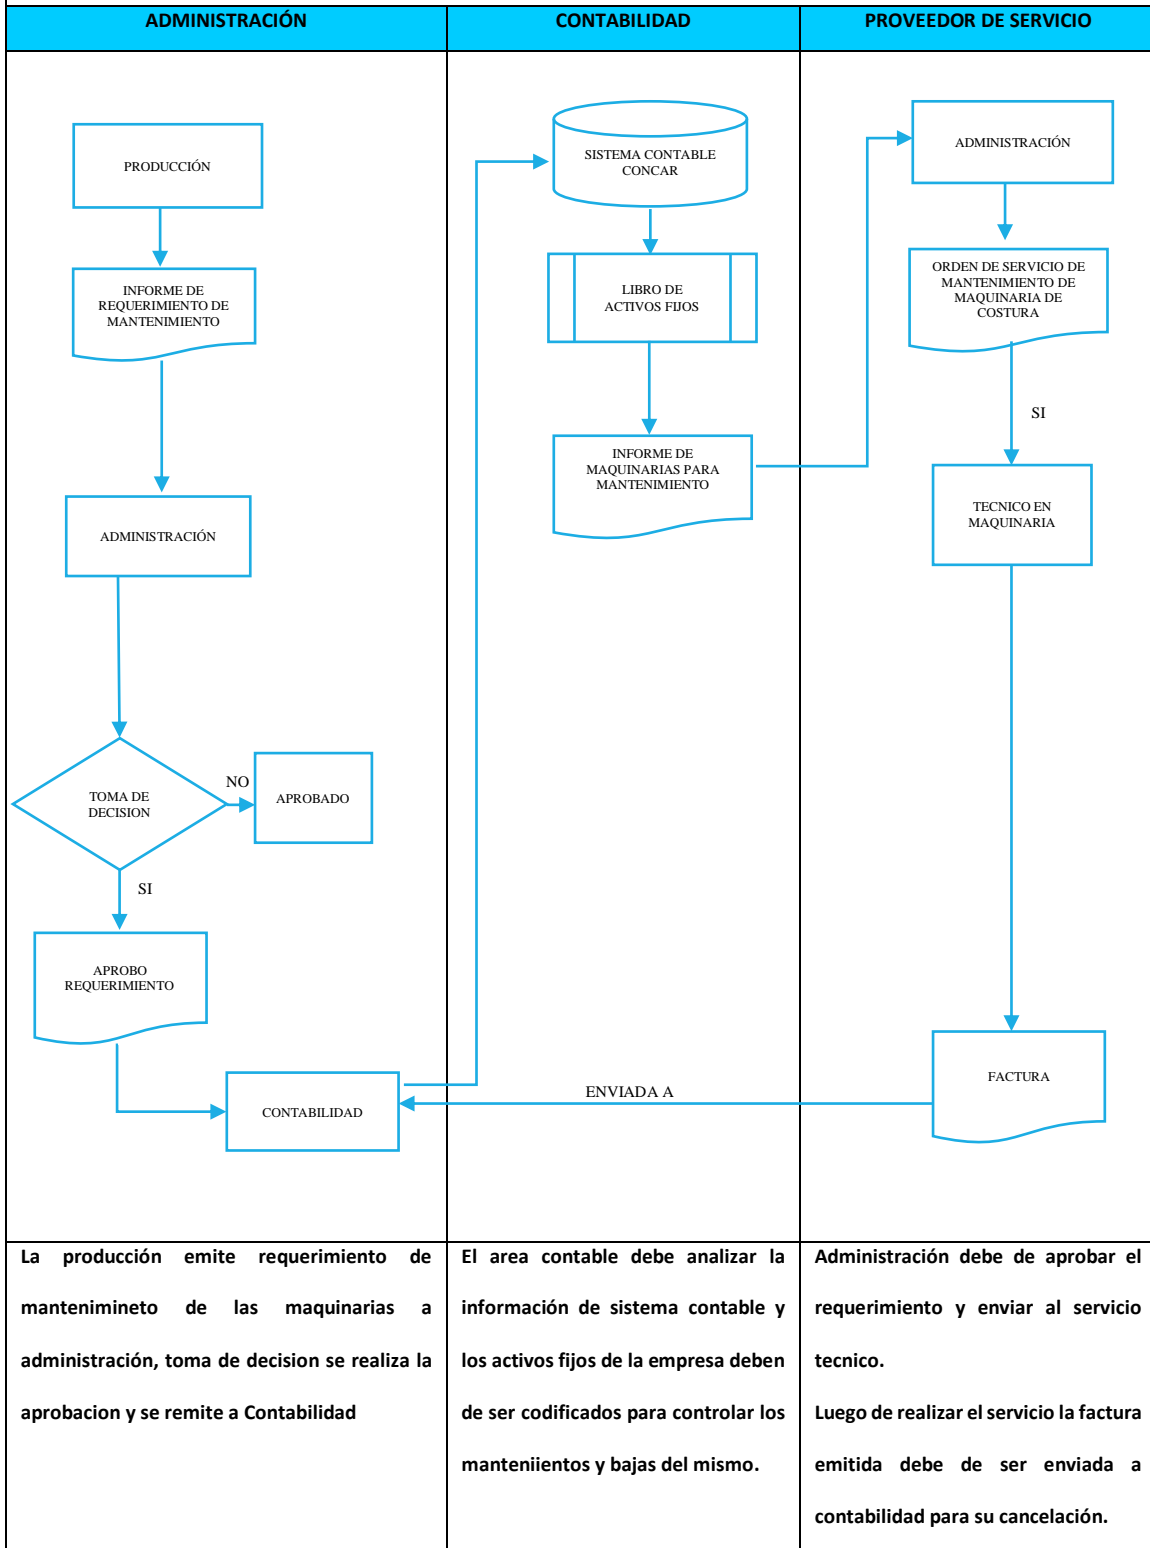 ADMINISTRACIÓN
CONTABILIDAD
PROVEEDOR DE SERVICIO
PRODUCCIÓN
INFORME DE
REQUERIMIENTO DE
MANTENIMIENTO
ADMINISTRACIÓN
TOMA DE
DECISION
NO
APROBADO
SI
APROBO
REQUERIMIENTO
CONTABILIDAD
SISTEMA CONTABLE
CONCAR
LIBRO DE
ACTIVOS FIJOS
INFORME DE
MAQUINARIAS PARA
MANTENIMIENTO
ENVIADA A
ADMINISTRACIÓN
ORDEN DE SERVICIO DE
MANTENIMIENTO DE
MAQUINARIA DE
COSTURA
SI
TECNICO EN
MAQUINARIA
FACTURA
La producción emite requerimiento de
mantenimineto de las maquinarias a
administración, toma de decision se realiza la
aprobacion y se remite a Contabilidad
El area contable debe analizar la
información de sistema contable y
los activos fijos de la empresa deben
de ser codificados para controlar los
manteniientos y bajas del mismo.
Administración debe de aprobar el
requerimiento y enviar al servicio
tecnico.
Luego de realizar el servicio la factura
emitida debe de ser enviada a
contabilidad para su cancelación.